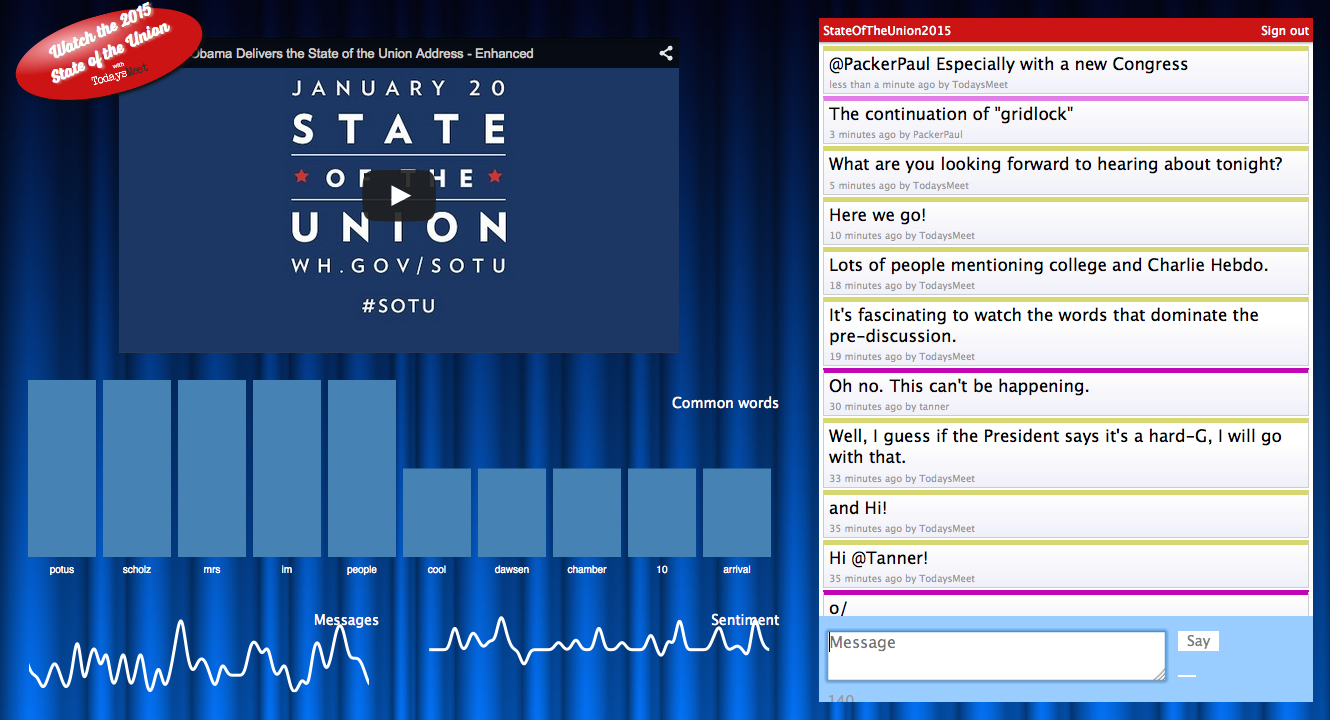 Watch the 2015
State of the Union
with
TodaysMeet
Obama Delivers the State of the Union Address - Enhanced
JANUARY 20
STATE
OF THE
UNION
WH.GOV/SOTU
#SOTU
Common words
potus scholz mrs im people cool dawsen chamber 10 arrival
Messages
Sentiment
StateOfTheUnion2015 Sign out
@PackerPaul Especially with a new Congress
less than a minute ago by TodaysMeet
The continuation of "gridlock"
3 minutes ago by PackerPaul
What are you looking forward to hearing about tonight?
5 minutes ago by TodaysMeet
Here we go!
10 minutes ago by TodaysMeet
Lots of people mentioning college and Charlie Hebdo.
18 minutes ago by TodaysMeet
It's fascinating to watch the words that dominate the
pre-discussion.
19 minutes ago by TodaysMeet
Oh no. This can't be happening.
30 minutes ago by tanner
Well, I guess if the President says it's a hard-G, I will go
with that.
33 minutes ago by TodaysMeet
and Hi!
35 minutes ago by TodaysMeet
Hi @Tanner!
35 minutes ago by TodaysMeet
o/
Message
Say
140